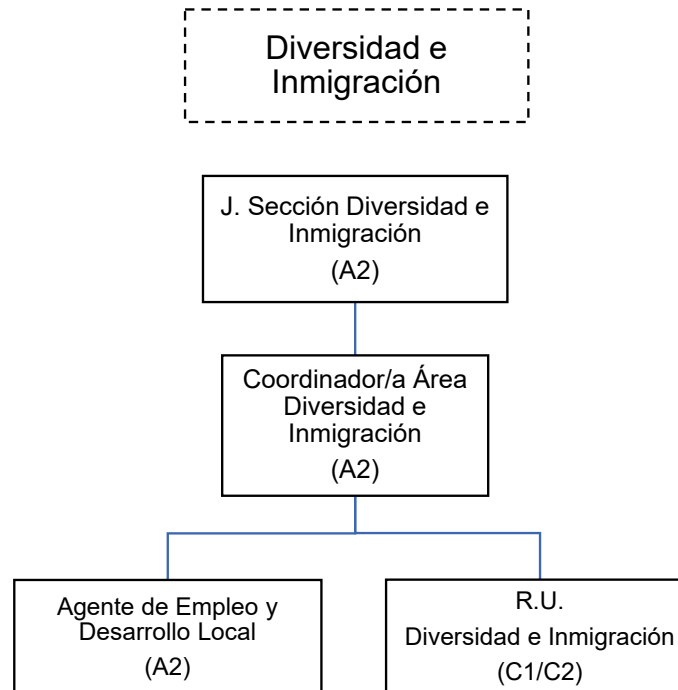 Diversidad e
Inmigración
J. Sección Diversidad e
Inmigración
(A2)
Coordinador/a Área
Diversidad e
Inmigración
(A2)
Agente de Empleo y
Desarrollo Local
(A2)
R.U.
Diversidad e Inmigración
(C1/C2)